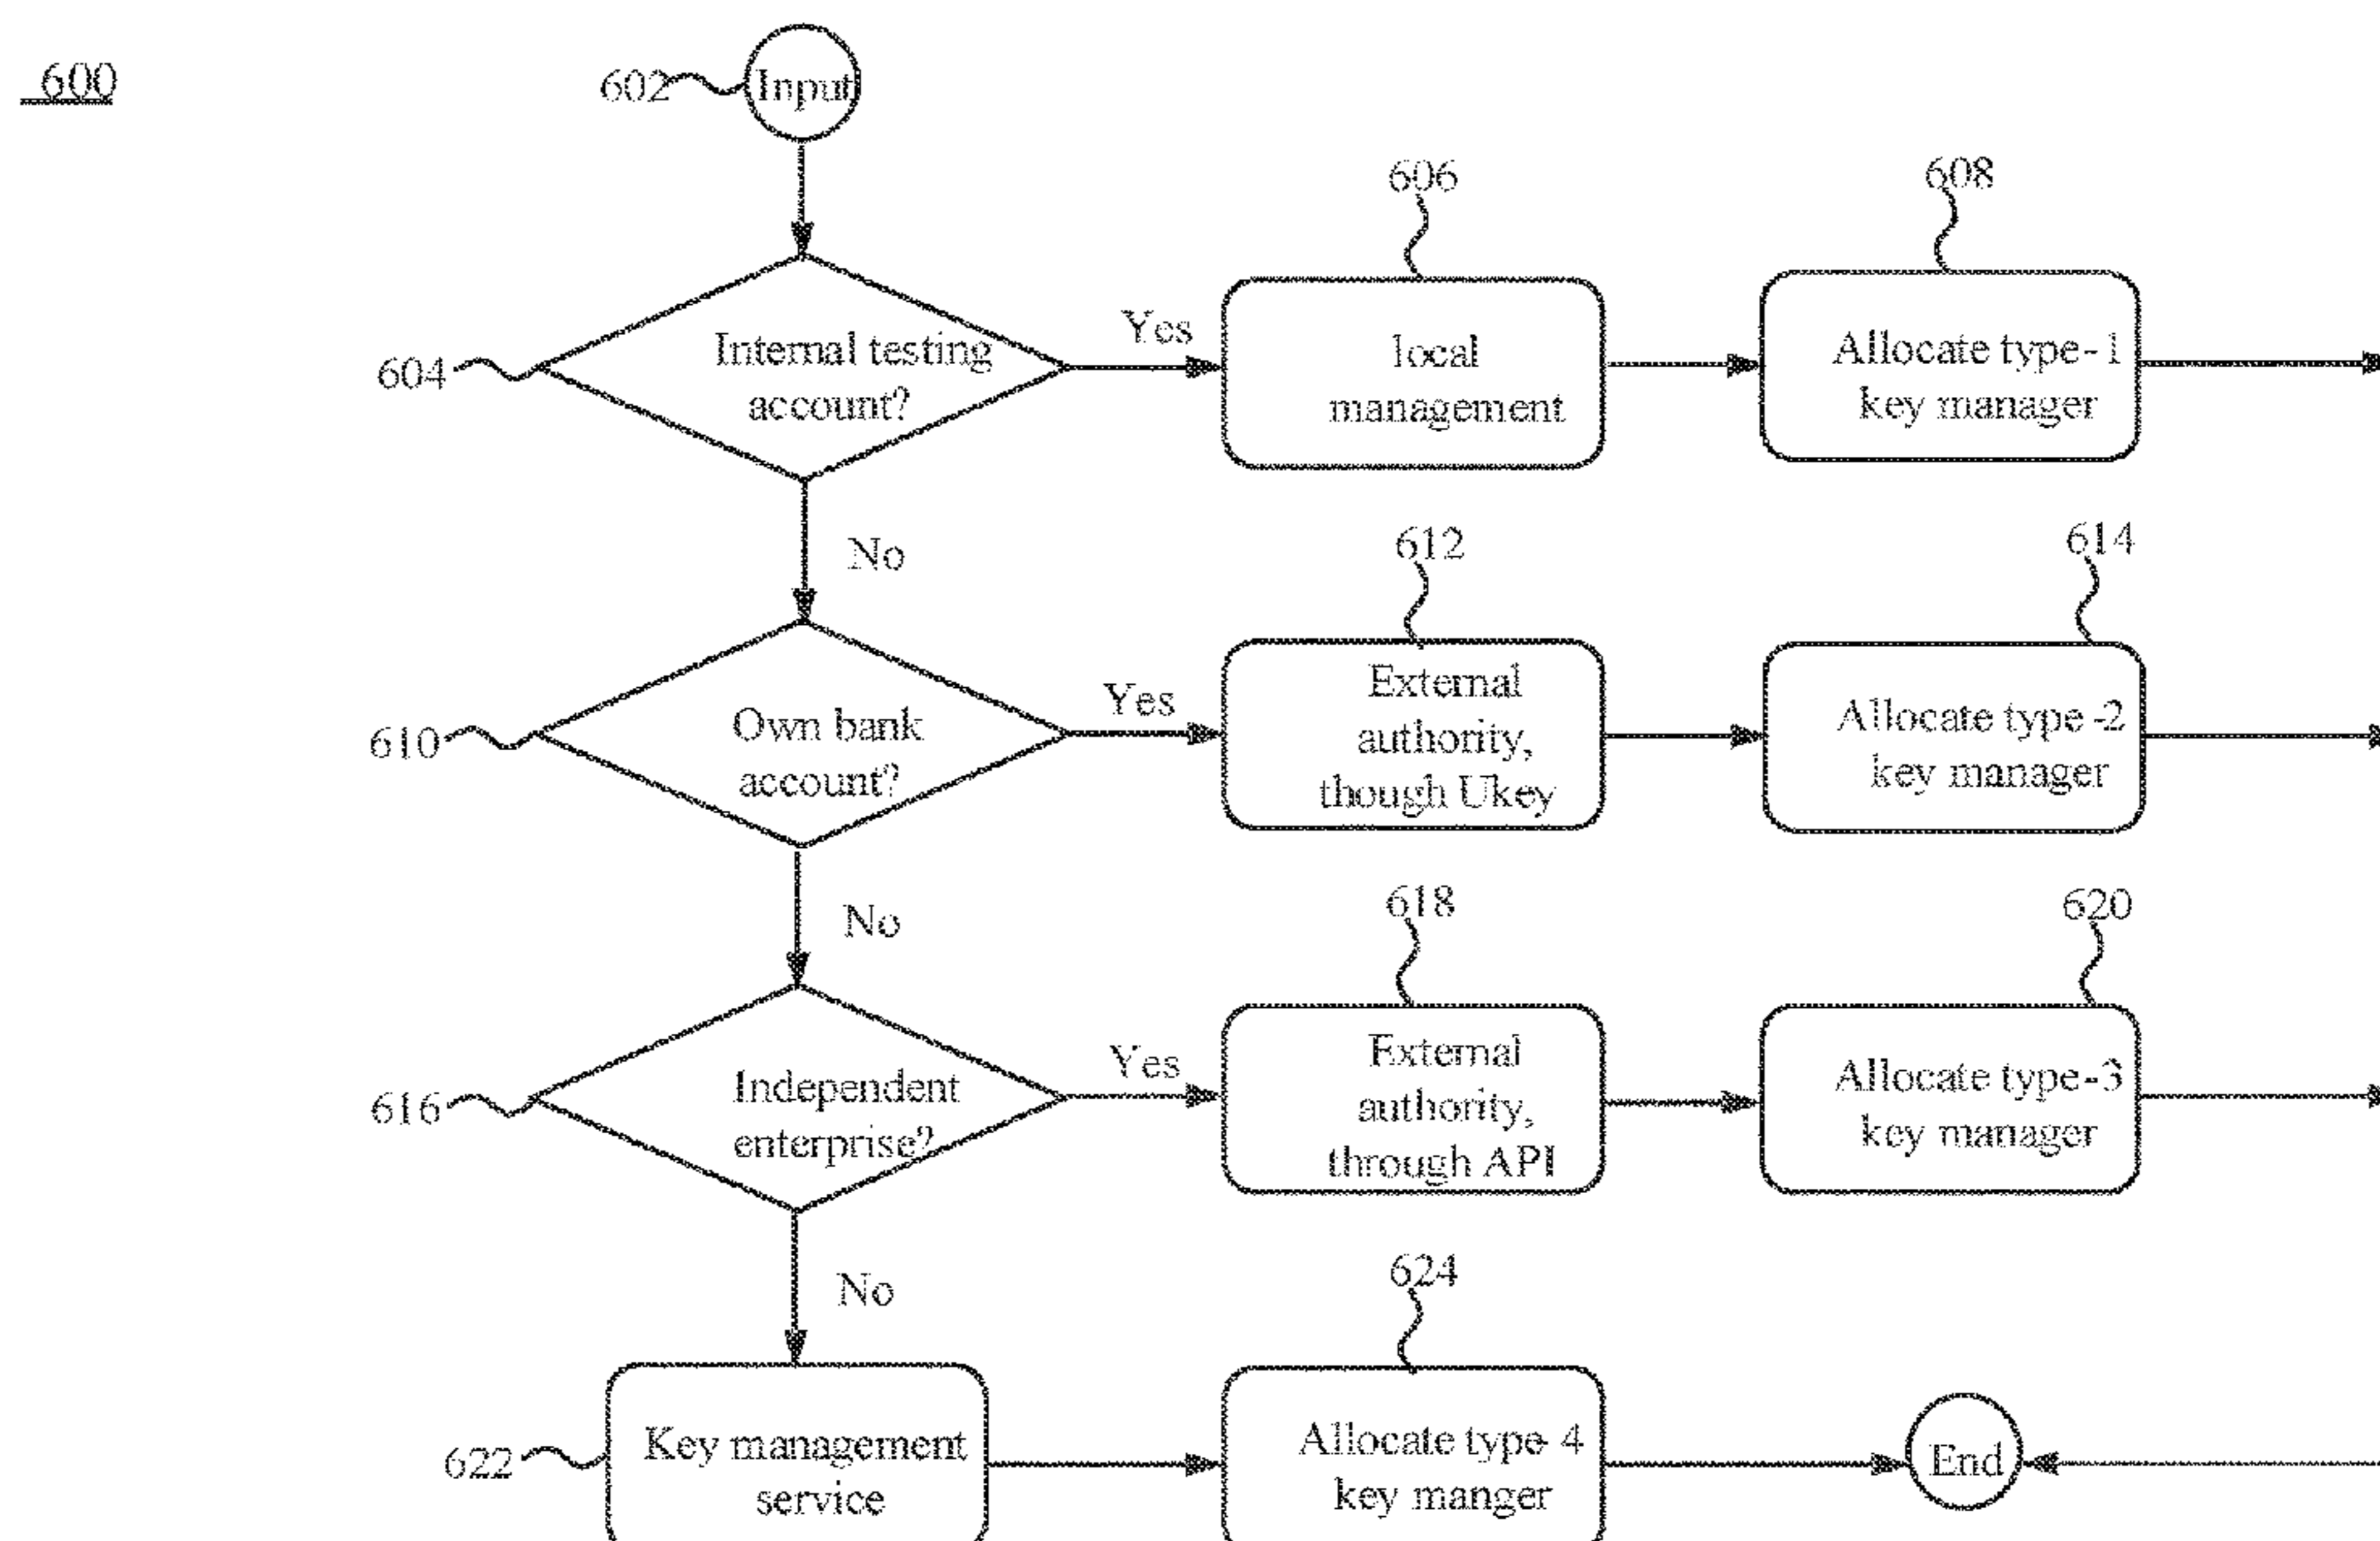 600
602
Input
606
608
Yes
604
Internal testing
account?
local
management
Allocate type-1
key manager
No
612
614
Yes
610
Own bank
account?
External
authority,
though Ukey
Allocate type-2
key manager
No
618
620
Yes
616
Independent
enterprise?
External
authority,
through API
Allocate type-3
key manager
No
624
622
Key management
service
Allocate type-4
key manger
End